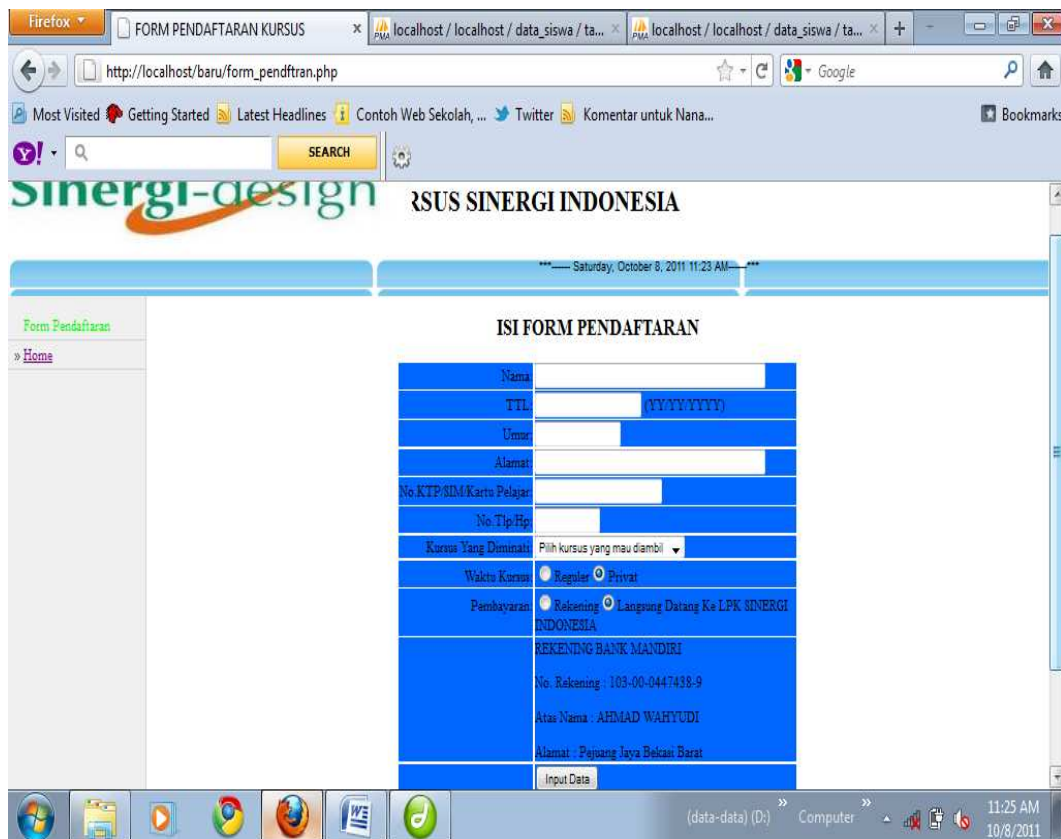 Firefox
FORM PENDAFTARAN KURSUS x
localhost / localhost / data_siswa / ta... x
localhost / localhost / data_siswa / ta... x
http://localhost/baru/form_pendftran.php
Google
Most Visited Getting Started Latest Headlines Contoh Web Sekolah, ... Twitter Komentar untuk Nana...
Bookmarks
SEARCH
Sinergi-design
RSUS SINERGI INDONESIA
***------ Saturday, October 8, 2011 11:23 AM------***
Form Pendaftaran
» Home
ISI FORM PENDAFTARAN
Nama:
TTL: (YY/YY/YYYY)
Umur:
Alamat:
No.KTP/SIM/Kartu Pelajar:
No.Tlp/Hp:
Kursus Yang Diminati: Pilih kursus yang mau diambil
Waktu Kursus: Reguler Privat
Pembayaran: Rekening Langsung Datang Ke LPK SINERGI
INDONESIA
REKENING BANK MANDIRI
No. Rekening : 103-00-0447438-9
Atas Nama : AHMAD WAHYUDI
Alamat : Pejuang Jaya Bekasi Barat
Input Data
(data-data) (D:) » Computer »
11:25 AM
10/8/2011